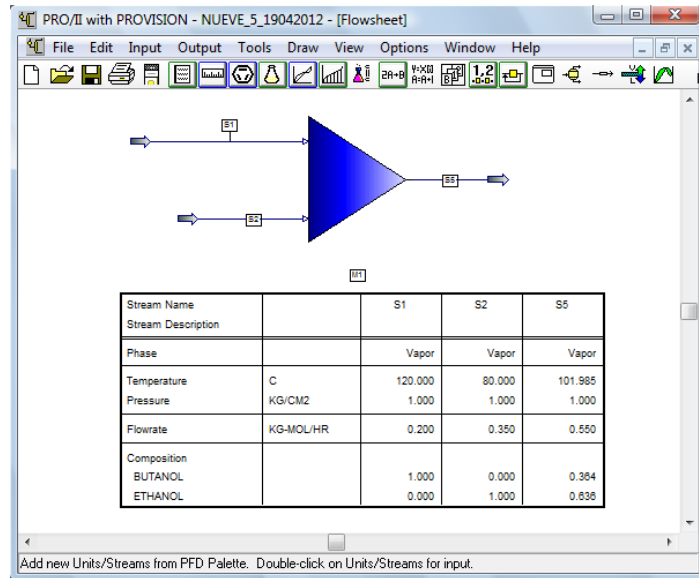 PRO/II with PROVISION - NUEVE_5_19042012 - [Flowsheet]
File Edit Input Output Tools Draw View Options Window Help
1.2
S1
S2
S5
M1
Stream Name S1 S2 S5
Stream Description
Phase Vapor Vapor Vapor
Temperature C 120.000 80.000 101.985
Pressure KG/CM2 1.000 1.000 1.000
Flowrate KG-MOL/HR 0.200 0.350 0.550
Composition
BUTANOL 1.000 0.000 0.364
ETHANOL 0.000 1.000 0.636
Add new Units/Streams from PFD Palette. Double-click on Units/Streams for input.